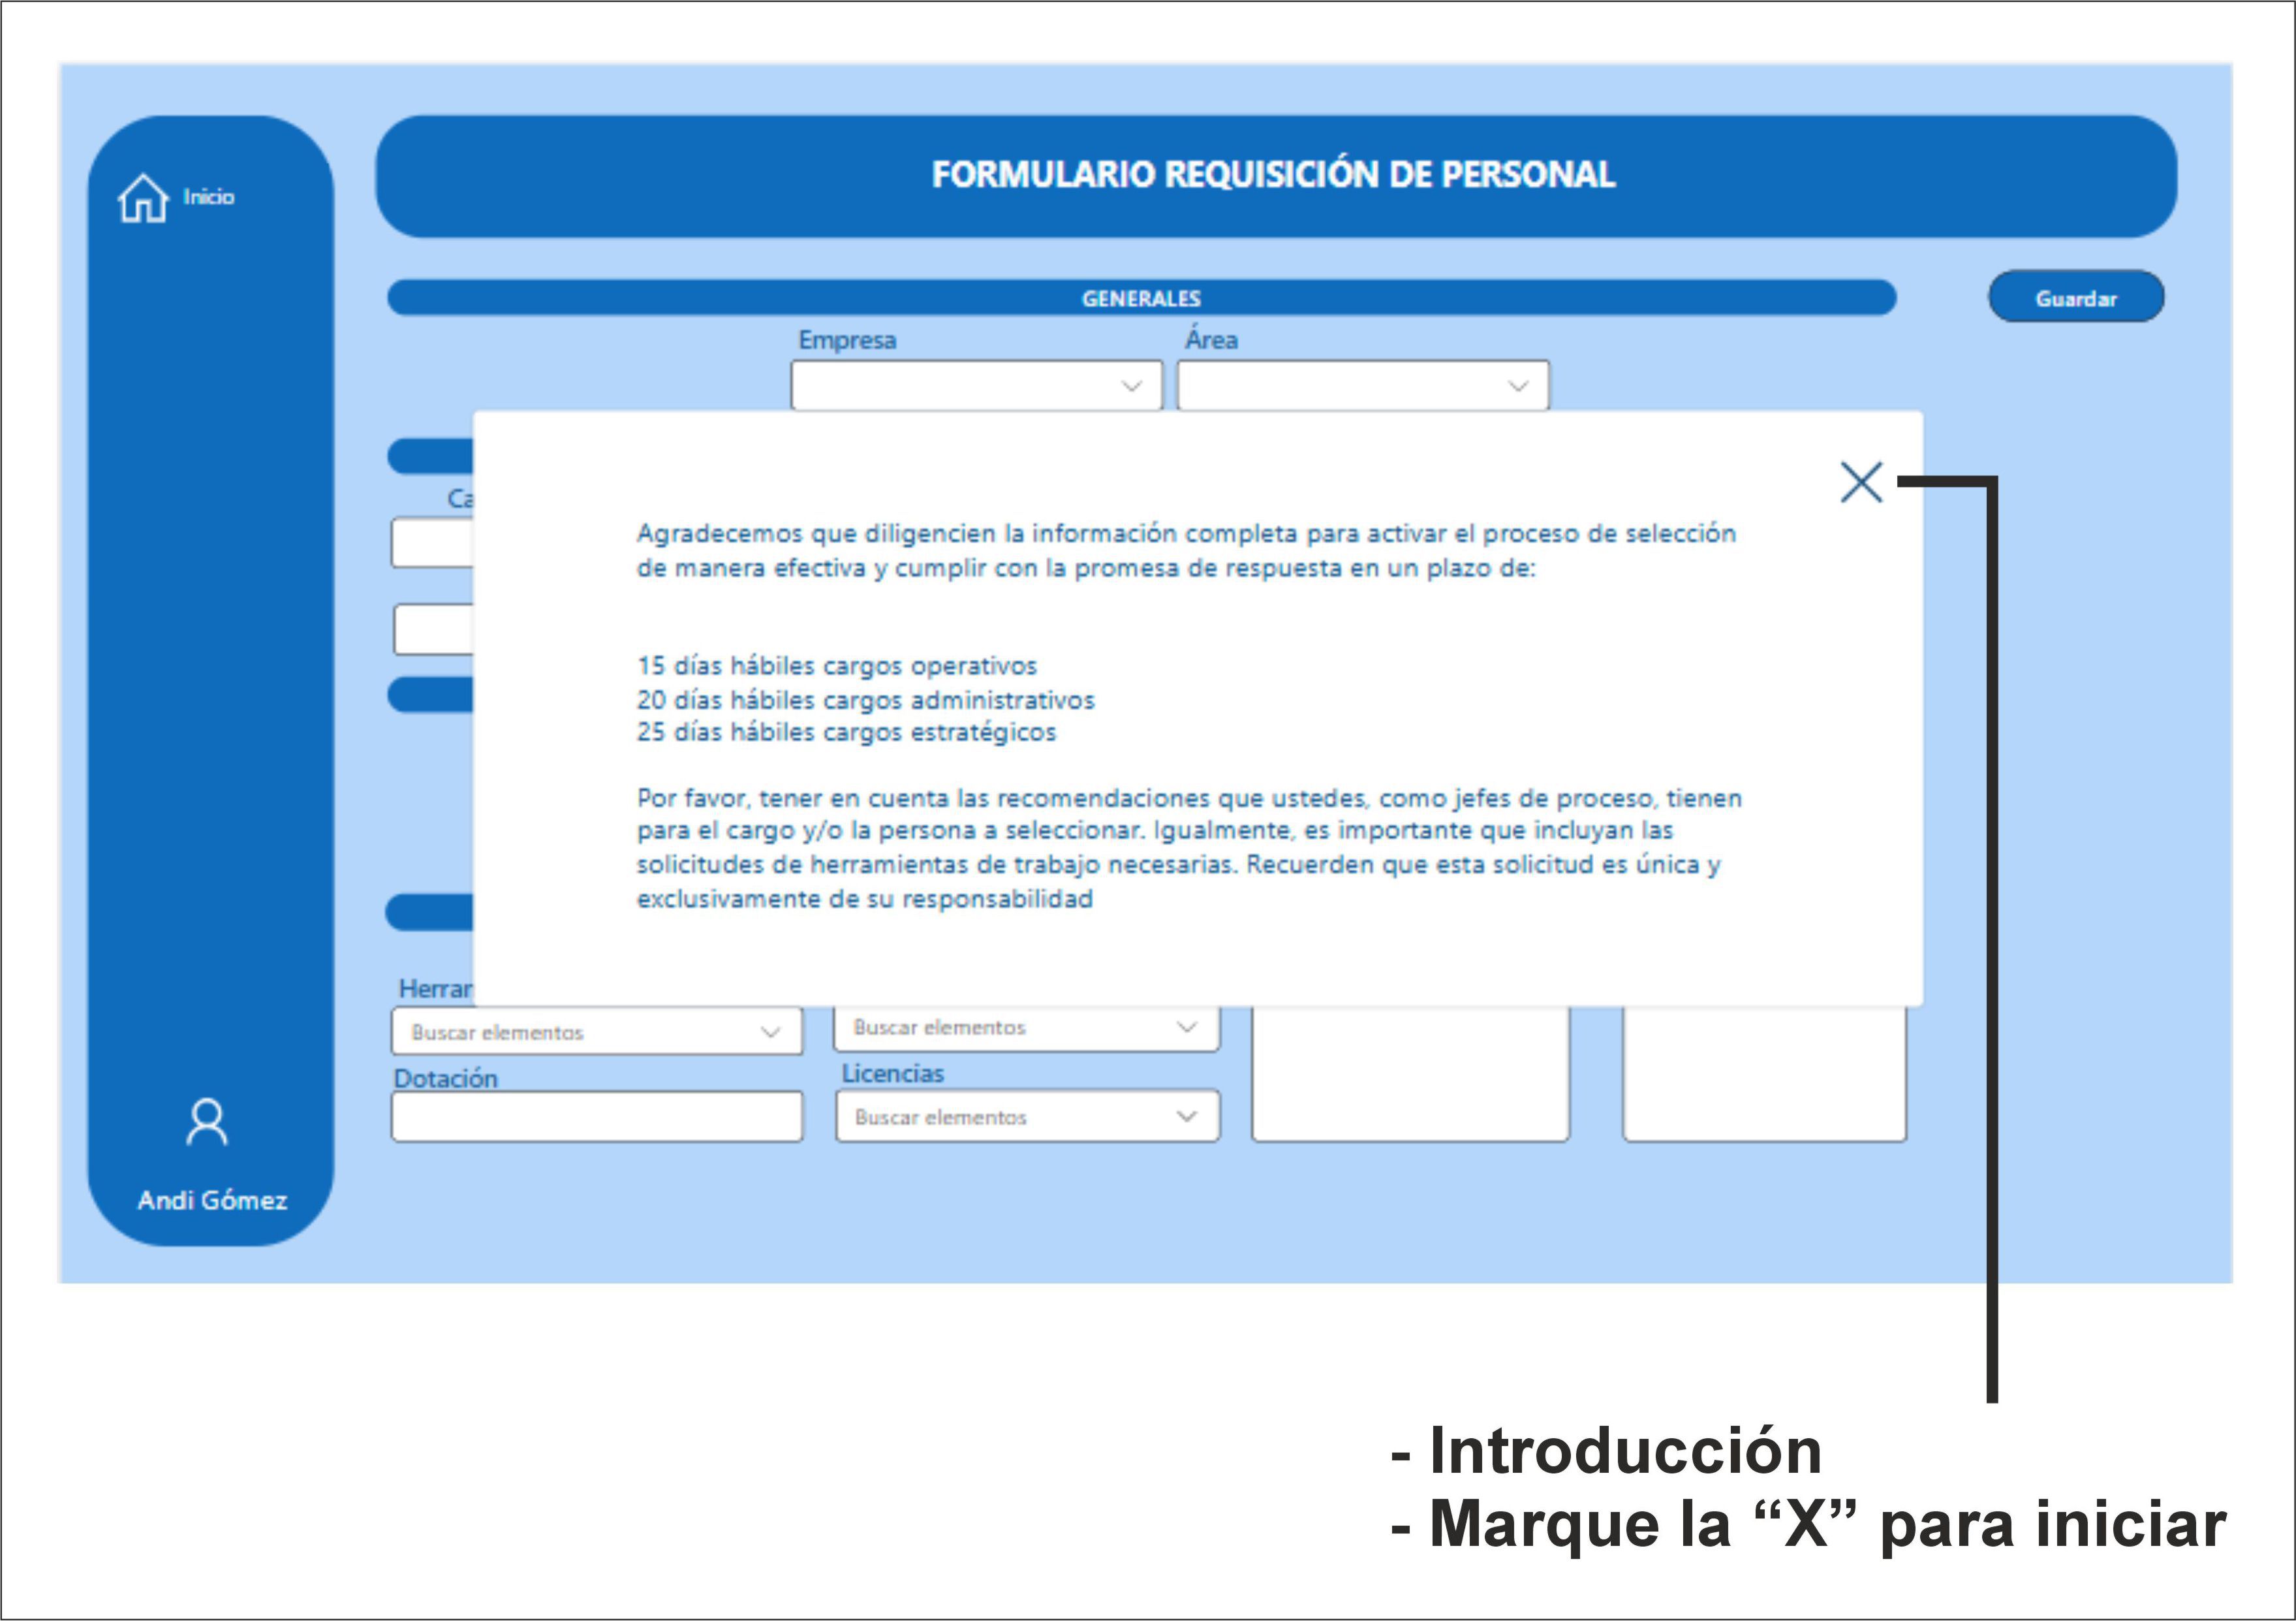 FORMULARIO REQUISICIÓN DE PERSONAL
Inicio
GENERALES
Guardar
Empresa
Área
Agradecemos que diligencien la información completa para activar el proceso de selección
de manera efectiva y cumplir con la promesa de respuesta en un plazo de:
15 días hábiles cargos operativos
20 días hábiles cargos administrativos
25 días hábiles cargos estratégicos
Por favor, tener en cuenta las recomendaciones que ustedes, como jefes de proceso, tienen
para el cargo y/o la persona a seleccionar. Igualmente, es importante que incluyan las
solicitudes de herramientas de trabajo necesarias. Recuerden que esta solicitud es única y
exclusivamente de su responsabilidad
Buscar elementos
Buscar elementos
Dotación
Licencias
Buscar elementos
Andi Gómez
- Introducción
- Marque la “X” para iniciar